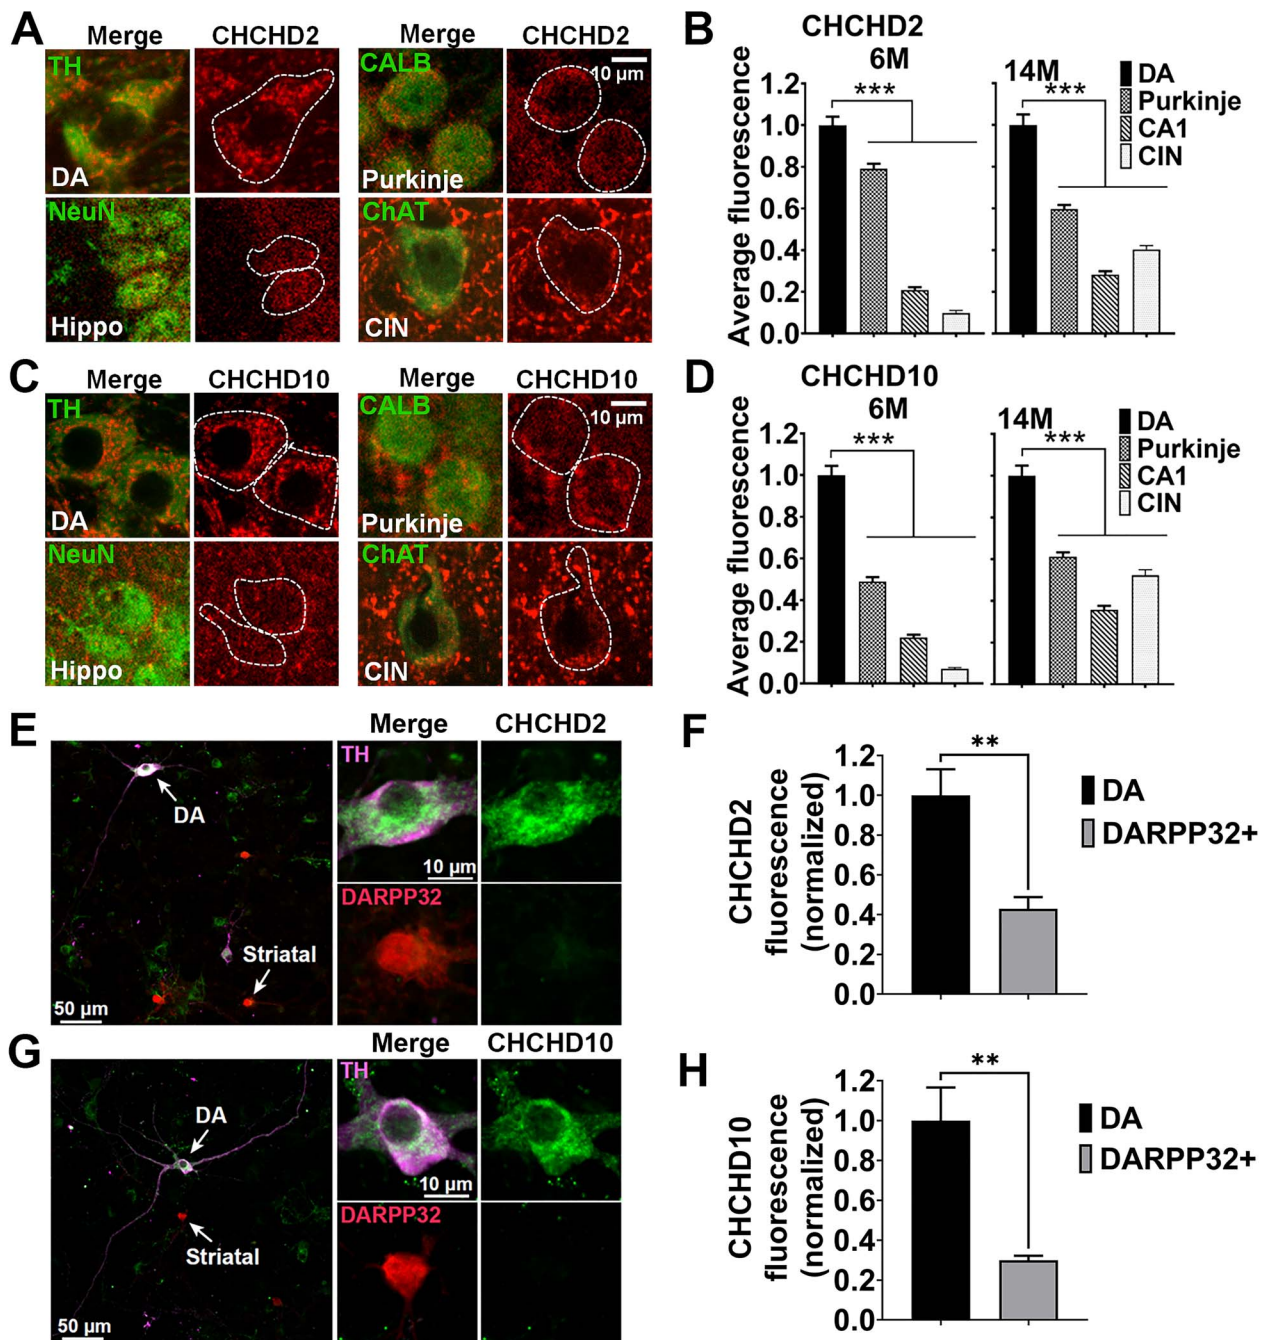 A
Merge
CHCHD2
Merge
CHCHD2
TH
DA
CALB
Purkinje
10 µm
NeuN
Hippo
ChAT
CIN
B
CHCHD2
6M
14M
***
***
DA
Purkinje
CA1
CIN
Average fluorescence
1.2
1.0
0.8
0.6
0.4
0.2
0.0
C
Merge
CHCHD10
Merge
CHCHD10
TH
DA
CALB
Purkinje
10 µm
NeuN
Hippo
ChAT
CIN
D
CHCHD10
6M
14M
***
***
DA
Purkinje
CA1
CIN
Average fluorescence
1.2
1.0
0.8
0.6
0.4
0.2
0.0
E
Merge
CHCHD2
DA
Striatal
50 µm
TH
10 µm
DARPP32
F
CHCHD2
fluorescence
(normalized)
1.2
1.0
0.8
0.6
0.4
0.2
0.0
**
DA
DARPP32+
G
Merge
CHCHD10
DA
Striatal
50 µm
TH
10 µm
DARPP32
H
CHCHD10
fluorescence
(normalized)
1.2
1.0
0.8
0.6
0.4
0.2
0.0
**
DA
DARPP32+